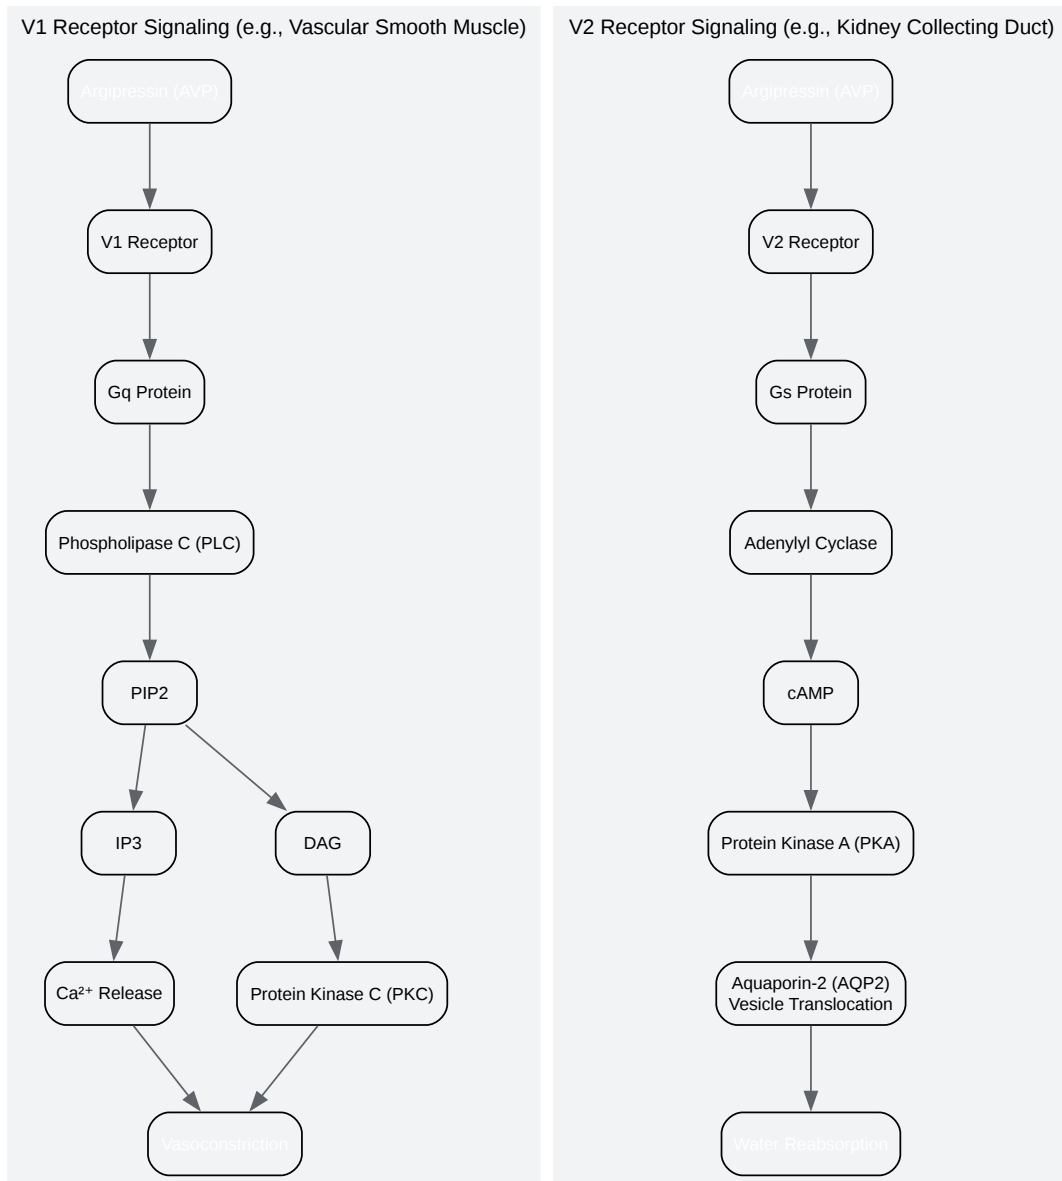 V1 Receptor Signaling (e.g., Vascular Smooth Muscle)
Argipressin (AVP)
V1 Receptor
Gq Protein
Phospholipase C (PLC)
PIP2
IP3
DAG
Ca²⁺ Release
Protein Kinase C (PKC)
Vasoconstriction
V2 Receptor Signaling (e.g., Kidney Collecting Duct)
Argipressin (AVP)
V2 Receptor
Gs Protein
Adenylyl Cyclase
cAMP
Protein Kinase A (PKA)
Aquaporin-2 (AQP2)
Vesicle Translocation
Water Reabsorption